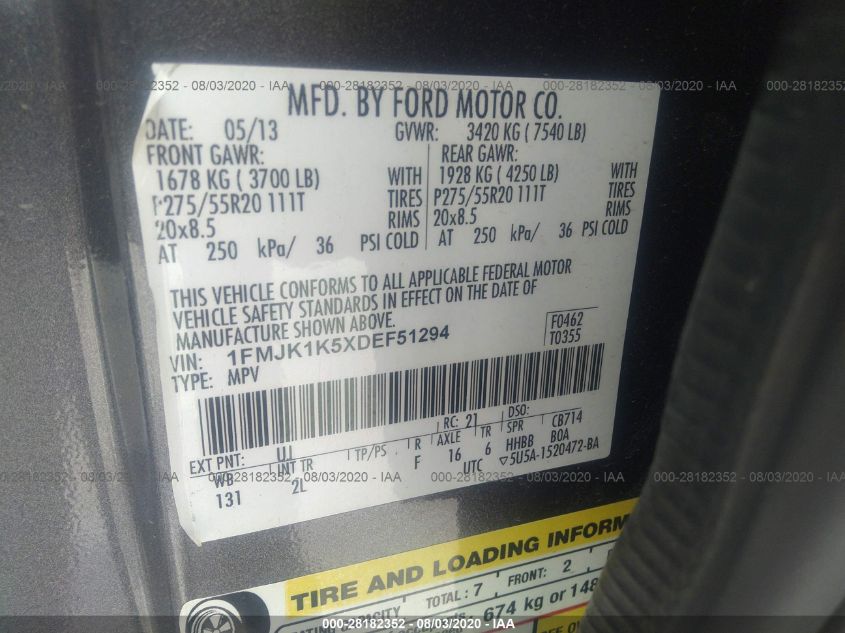 000-28182352 - 08/03/2020 - IAA
MFD. BY FORD MOTOR CO.
DATE: 05/13 GVWR: 3420 KG ( 7540 LB)
FRONT GAWR: REAR GAWR:
1678 KG ( 3700 LB) WITH 1928 KG ( 4250 LB) WITH
P275/55R20 111T TIRES P275/55R20 111T TIRES
20x8.5 RIMS 20x8.5 RIMS
AT 250 kPa/ 36 PSI COLD AT 250 kPa/ 36 PSI COLD
THIS VEHICLE CONFORMS TO ALL APPLICABLE FEDERAL MOTOR
VEHICLE SAFETY STANDARDS IN EFFECT ON THE DATE OF
MANUFACTURE SHOWN ABOVE.
VIN: 1FMJK1K5XDEF51294 F0462
TYPE: MPV T0355
EXT PNT: UJ RC: 21 DSO:
WB INT TR TP/PS R AXLE TR SPR CB714
131 2L F 16 6 HHBB BOA
UTC ▽5U5A-1520472-BA
TIRE AND LOADING INFORM
TOTAL: 7 FRONT: 2
674 kg or 148
000-28182352 - 08/03/2020 - IAA